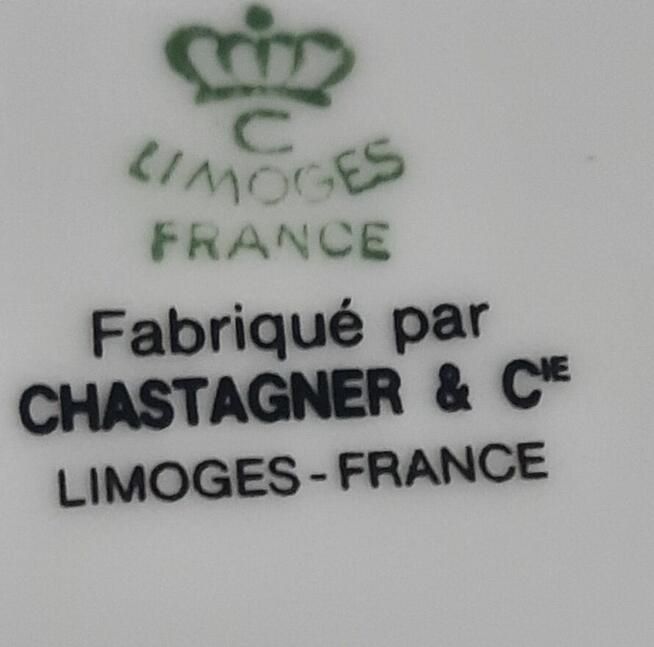 C
LIMOGES
FRANCE
Fabriqué par
CHASTAGNER & CIE
LIMOGES - FRANCE